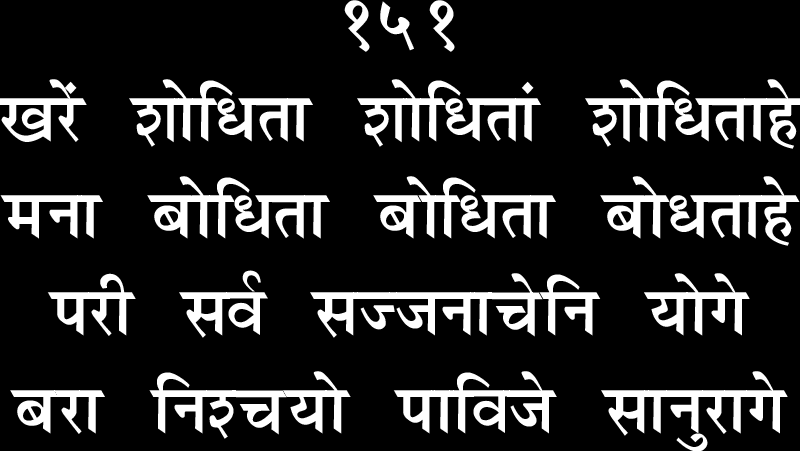 १५१
खरें शोधिता शोधितां शोधिताहे
मना बोधिता बोधिता बोधताहे
परी सर्व सज्जनाचेनि योगे
बरा निश्चयो पाविजे सानुरागे